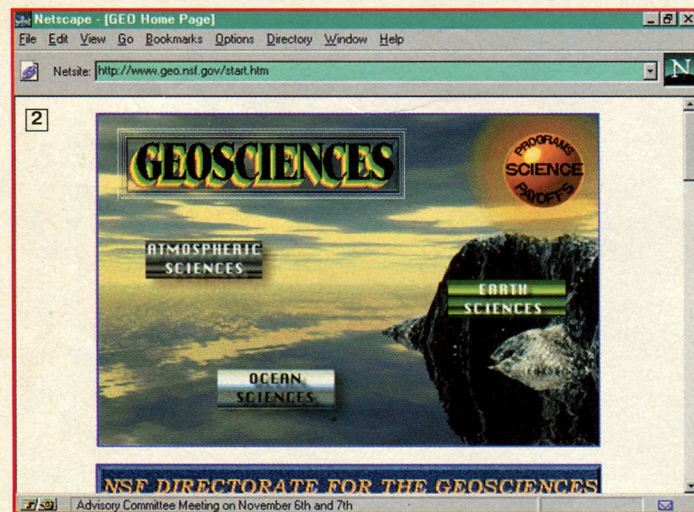 Netscape - [GEO Home Page]
File Edit View Go Bookmarks Options Directory Window Help
Netsite: http://www.geo.nsf.gov/start.htm
N
2
GEOSCIENCES
PROGRAMS
SCIENCE
PAYOFFS
ATMOSPHERIC
SCIENCES
EARTH
SCIENCES
OCEAN
SCIENCES
NSF DIRECTORATE FOR THE GEOSCIENCES
Advisory Committee Meeting on November 6th and 7th